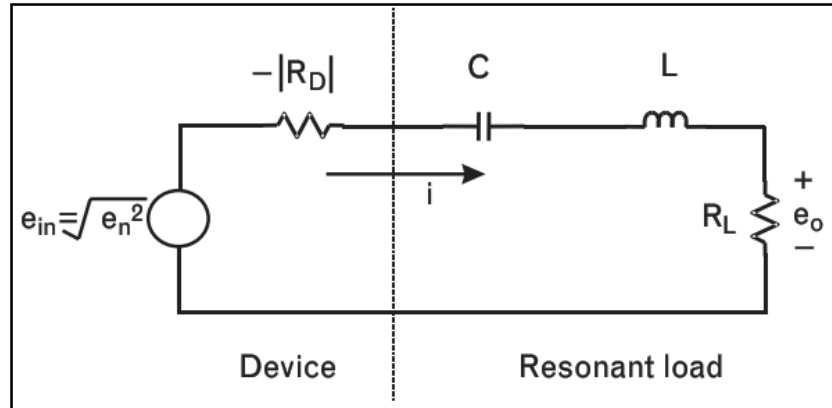 −|R_D|
C
L
i
e_in=√e_n²
R_L
+
e_o
−
Device
Resonant load